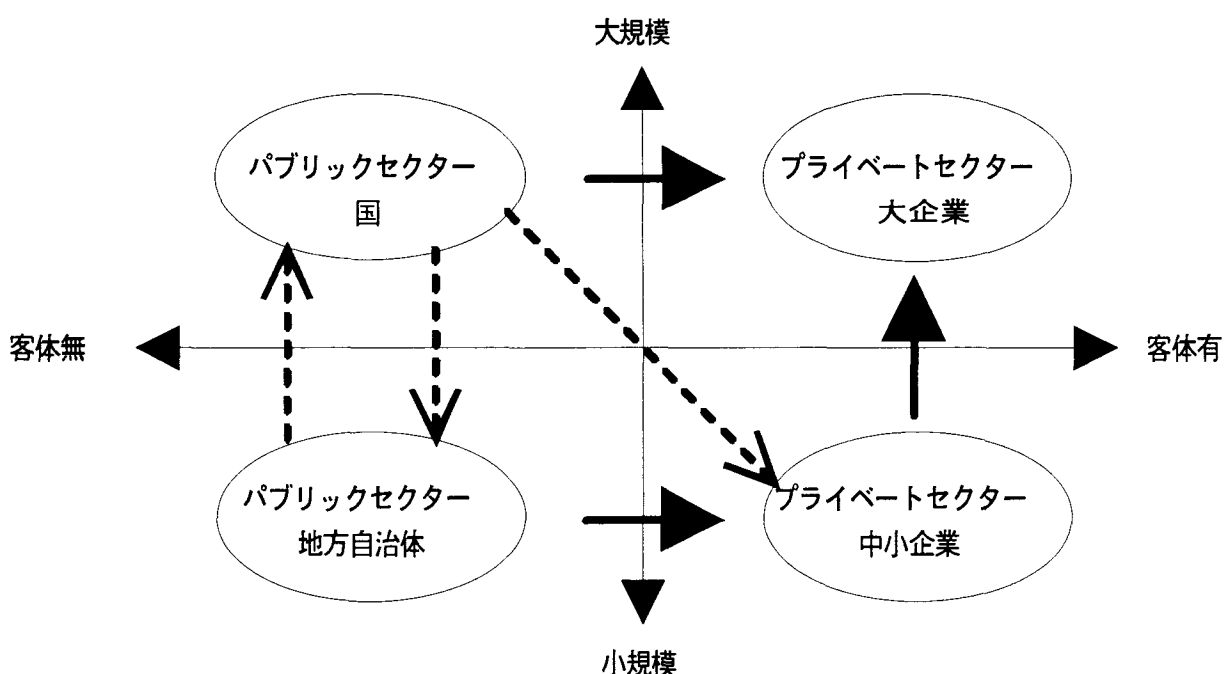 大規模
パブリックセクター
国
プライベートセクター
大企業
客体無
客体有
パブリックセクター
地方自治体
プライベートセクター
中小企業
小規模